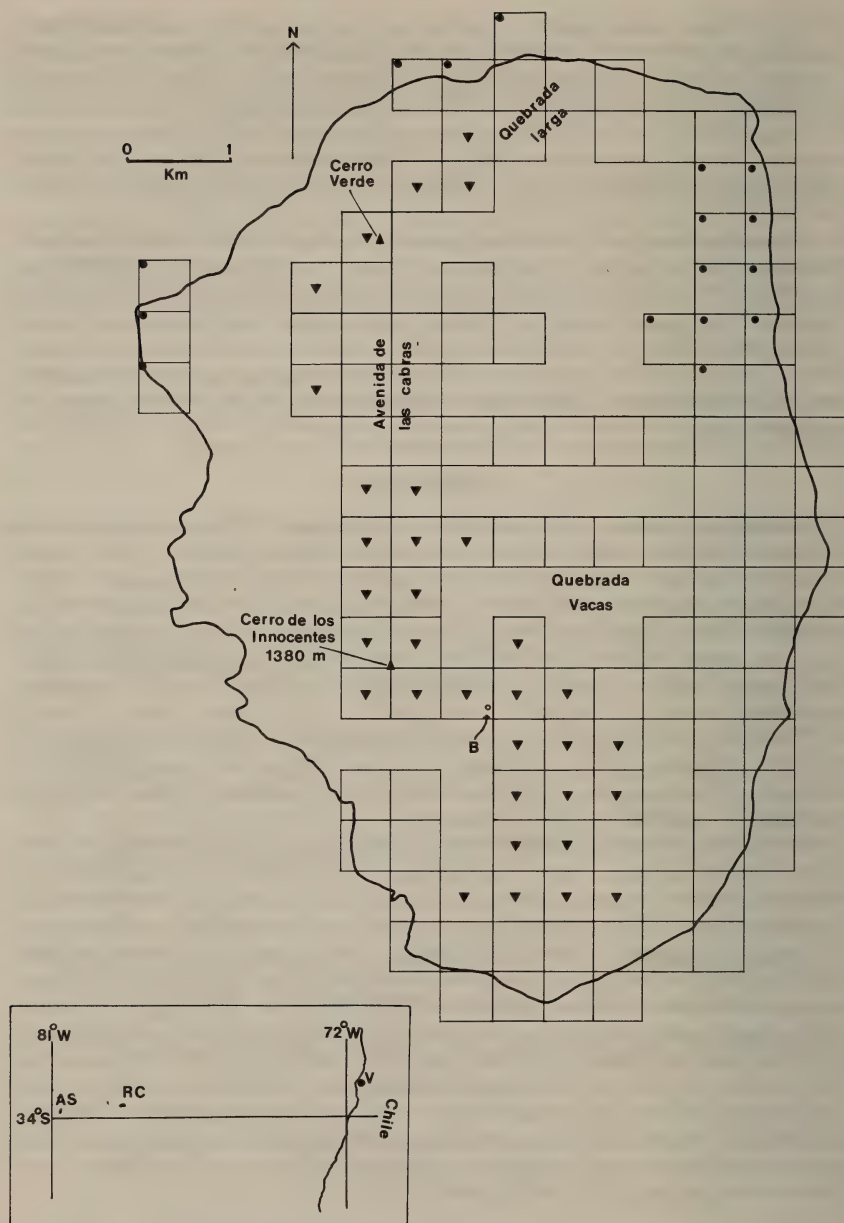 N
0 1
Km
Quebrada
larga
Cerro
Verde
Avenida de
las cabras
Quebrada
Vacas
Cerro de los
Innocentes
1380 m
B
81°W
72°W
V
AS
RC
34°S
Chile